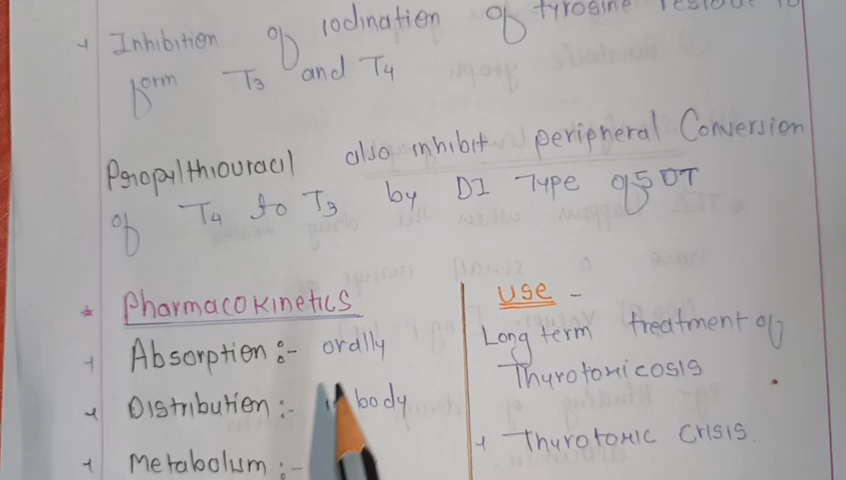 Inhibition of iodination of tyrosine residue to
form T3 and T4
Propylthiouracil also inhibit peripheral Conversion
of T4 to T3 by DI Type of 5 DT
* Pharmacokinetics
Absorption :- orally
Distribution :- body
Metabolism :-
USE -
Long term treatment of
Thyrotoxicosis
Thyrotoxic crisis.